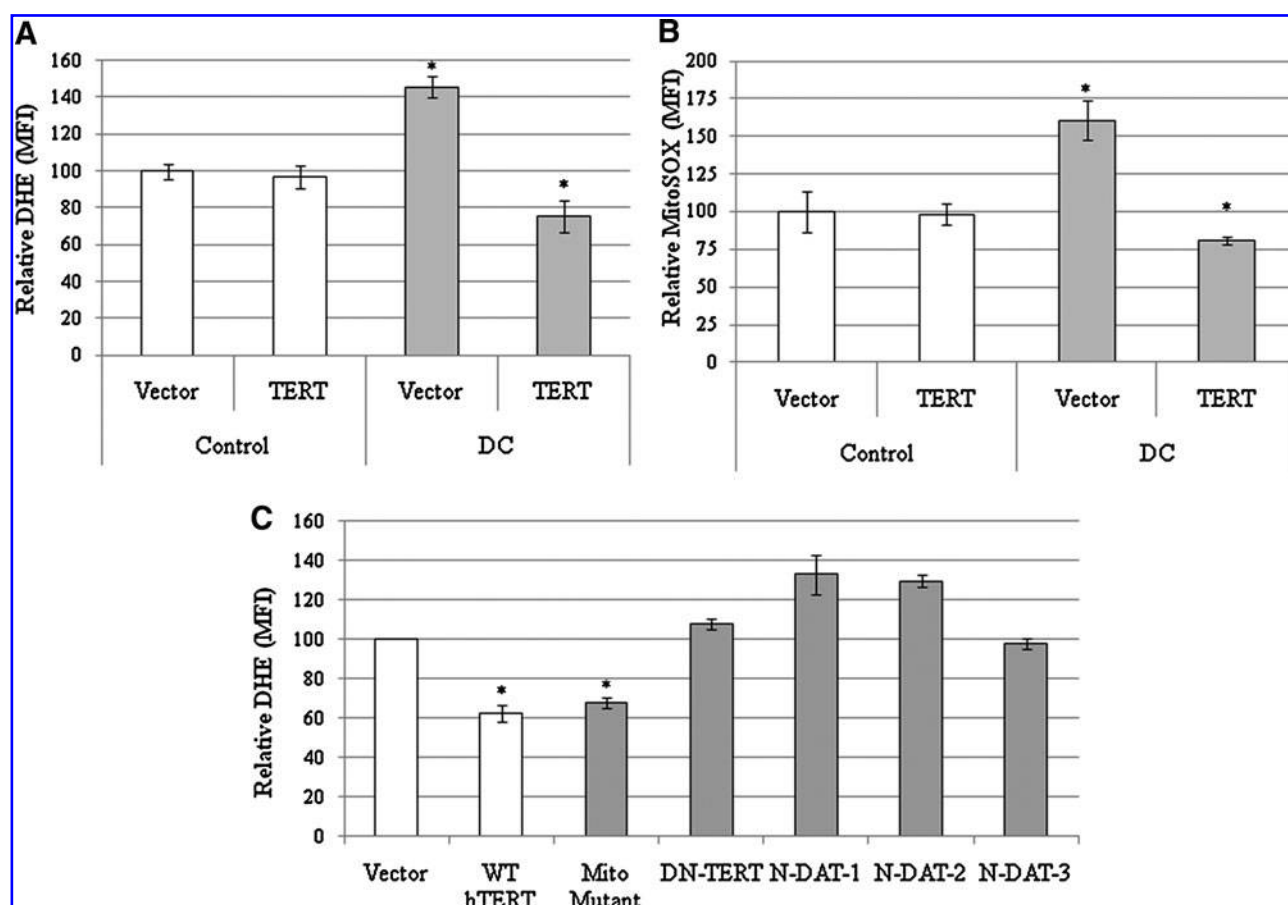 A
160
140
120
100
80
60
40
20
0
Relative DHE (MFI)
*
*
Vector TERT Vector TERT
Control DC
B
200
175
150
125
100
75
50
25
0
Relative MitoSOX (MFI)
*
*
Vector TERT Vector TERT
Control DC
C
160
140
120
100
80
60
40
20
0
Relative DHE (MFI)
*
*
Vector WT Mito DN-TERT N-DAT-1 N-DAT-2 N-DAT-3
hTERT Mutant